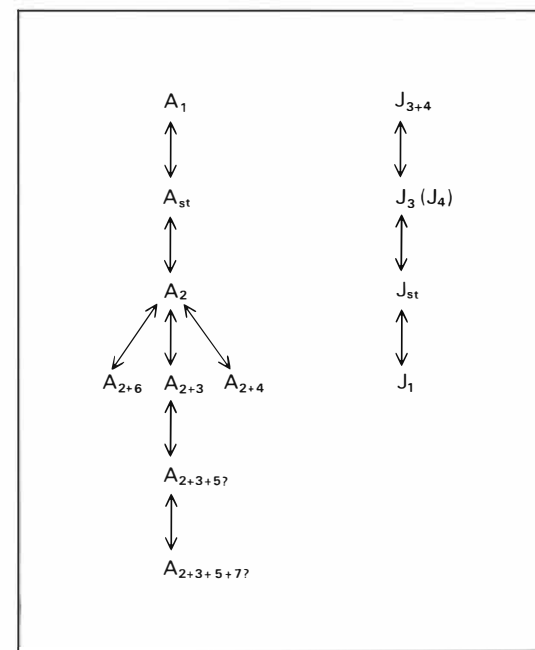 A₁ J₃₊₄
Aₛₜ J₃ (J₄)
A₂ Jₛₜ
A₂₊₆ A₂₊₃ A₂₊₄ J₁
A₂₊₃₊₅?
A₂₊₃₊₅₊₇?